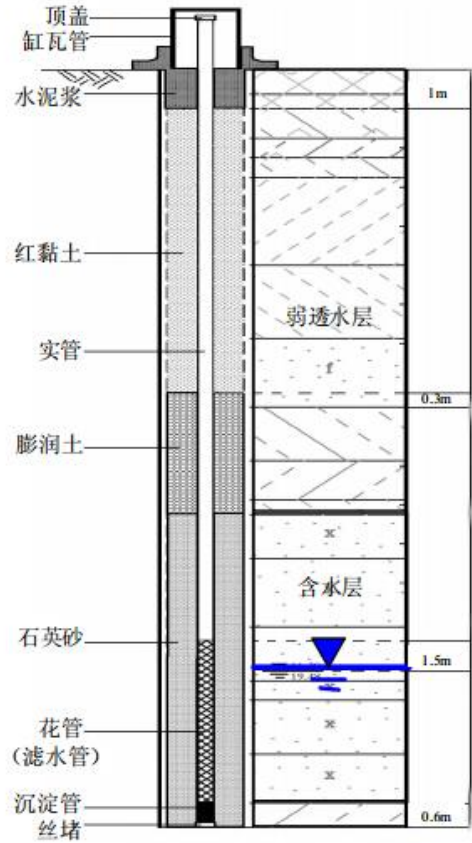 顶盖
缸瓦管
水泥浆
1m
红黏土
弱透水层
实管
f
0.3m
膨润土
x
含水层
石英砂
1.5m
x
花管
x
(滤水管)
x
沉淀管
0.6m
丝堵